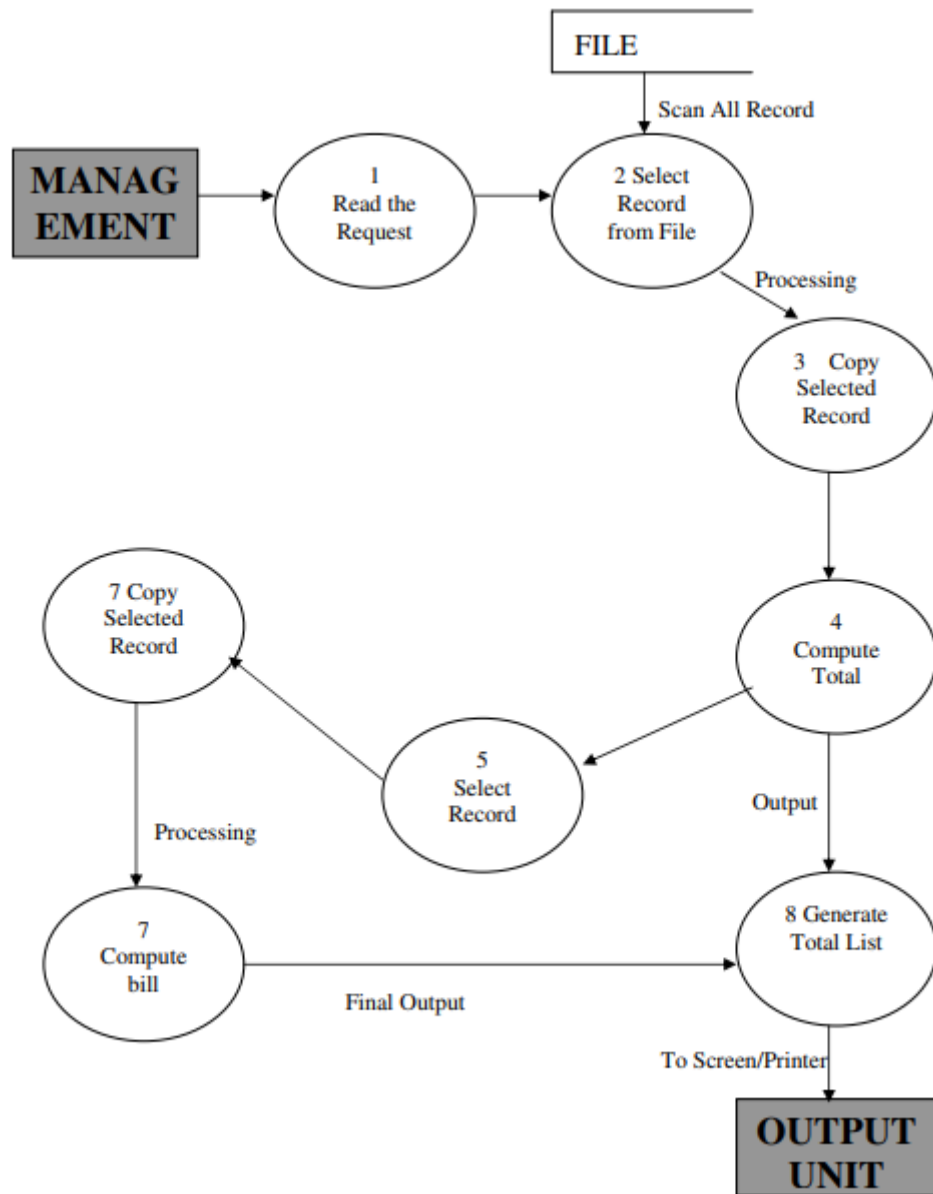 FILE
Scan All Record
MANAG
EMENT
1
Read the
Request
2 Select
Record
from File
Processing
3 Copy
Selected
Record
7 Copy
Selected
Record
4
Compute
Total
5
Select
Record
Output
Processing
7
Compute
bill
8 Generate
Total List
Final Output
To Screen/Printer
OUTPUT
UNIT